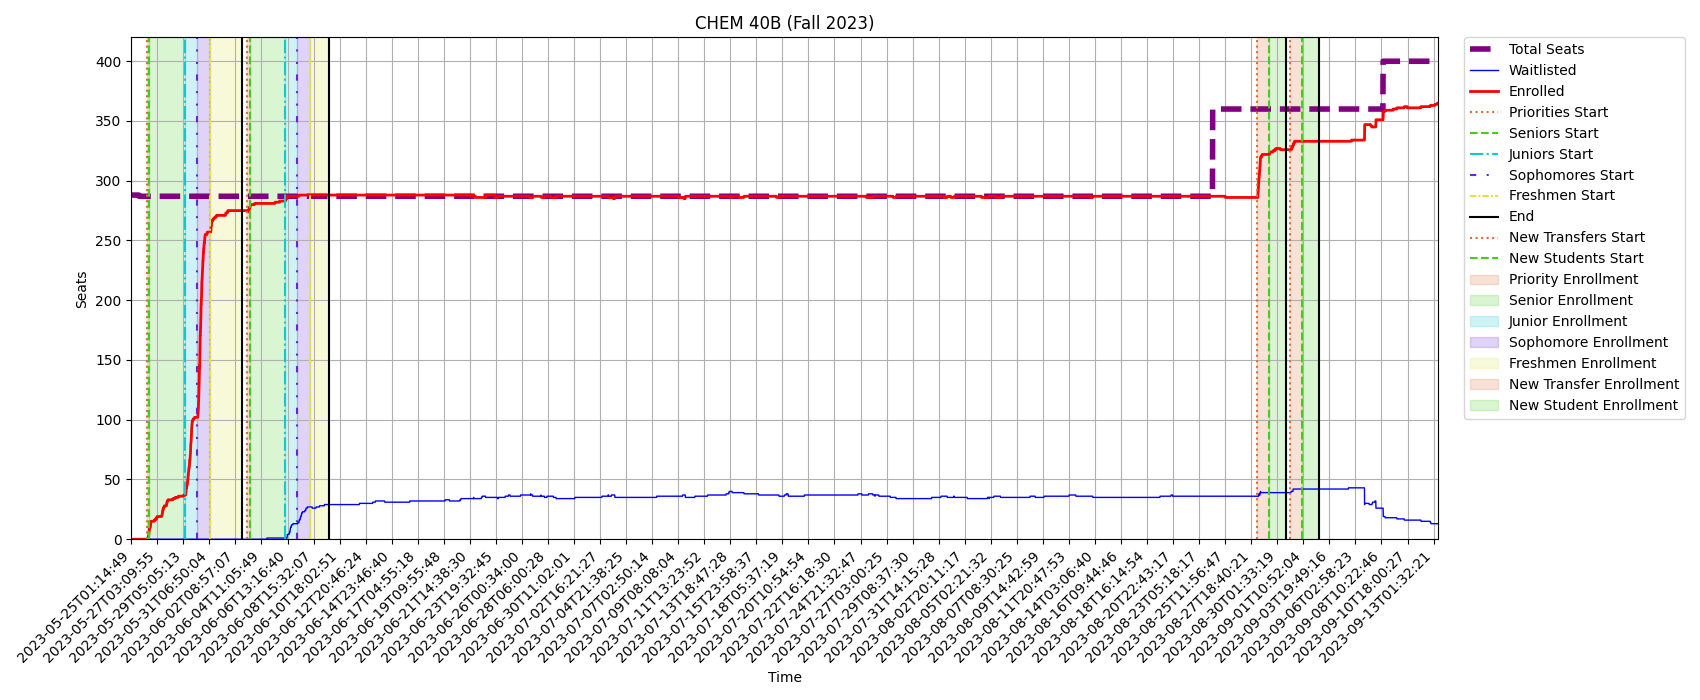 CHEM 40B (Fall 2023)
Seats
400
350
300
250
200
150
100
50
0
2023-05-25T01:14:49
2023-05-27T03:09:55
2023-05-29T05:05:13
2023-05-31T06:50:04
2023-06-02T08:57:07
2023-06-04T11:05:49
2023-06-06T13:16:40
2023-06-08T15:32:07
2023-06-10T18:02:51
2023-06-12T20:46:24
2023-06-14T23:46:40
2023-06-17T04:55:18
2023-06-19T09:55:48
2023-06-21T14:38:30
2023-06-23T19:32:45
2023-06-26T00:34:00
2023-06-28T06:00:28
2023-06-30T11:02:01
2023-07-02T16:21:27
2023-07-04T21:38:25
2023-07-07T02:50:14
2023-07-09T08:08:04
2023-07-11T13:23:52
2023-07-13T18:47:28
2023-07-15T23:58:37
2023-07-18T05:37:19
2023-07-20T10:54:54
2023-07-22T16:18:30
2023-07-24T21:32:47
2023-07-27T03:00:25
2023-07-29T08:37:30
2023-07-31T14:15:28
2023-08-02T20:11:17
2023-08-05T02:21:32
2023-08-07T08:30:25
2023-08-09T14:42:59
2023-08-11T20:47:53
2023-08-14T03:06:40
2023-08-16T09:44:46
2023-08-18T16:14:54
2023-08-20T22:43:17
2023-08-23T05:18:17
2023-08-25T11:56:47
2023-08-27T18:40:21
2023-08-30T01:33:19
2023-09-01T10:52:04
2023-09-03T19:49:16
2023-09-06T02:58:23
2023-09-08T10:22:46
2023-09-10T18:00:27
2023-09-13T01:32:21
Time
Total Seats
Waitlisted
Enrolled
Priorities Start
Seniors Start
Juniors Start
Sophomores Start
Freshmen Start
End
New Transfers Start
New Students Start
Priority Enrollment
Senior Enrollment
Junior Enrollment
Sophomore Enrollment
Freshmen Enrollment
New Transfer Enrollment
New Student Enrollment